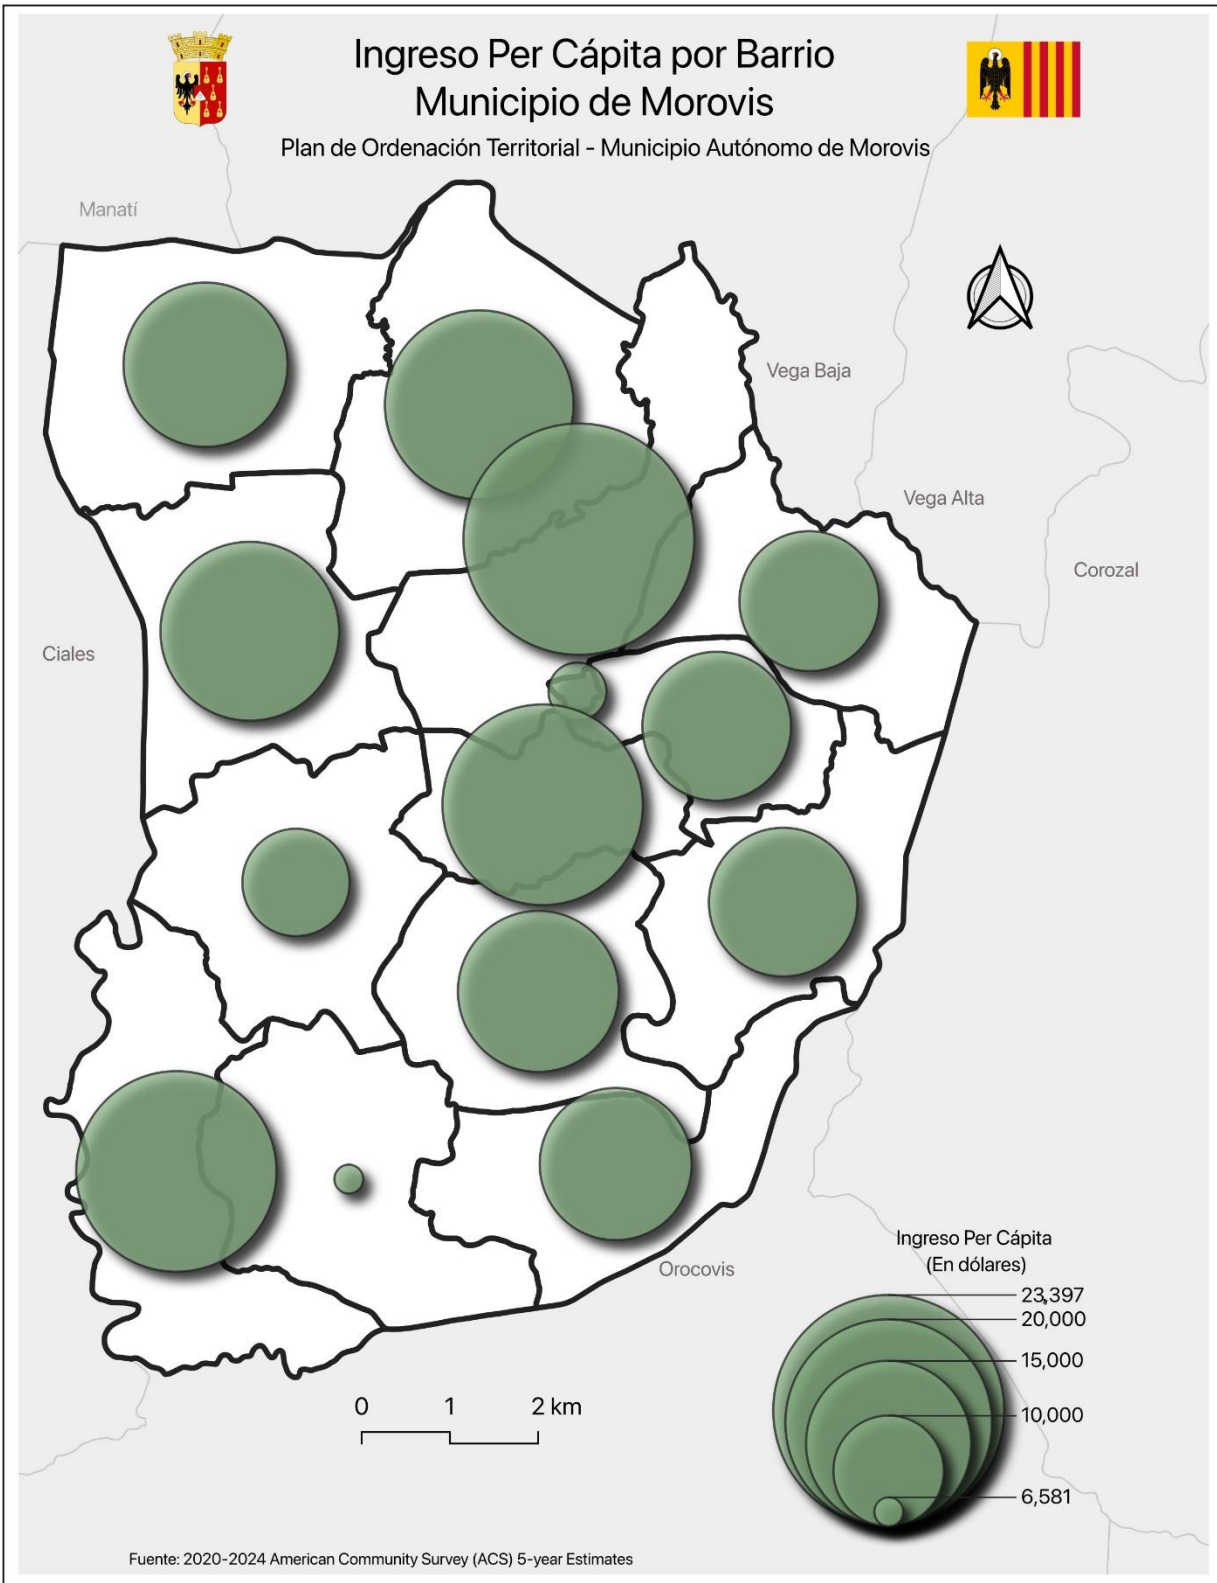 Ingreso Per Cápita por Barrio
Municipio de Morovis
Plan de Ordenación Territorial - Municipio Autónomo de Morovis
Manatí
Vega Baja
Vega Alta
Corozal
Ciales
Orocovis
Ingreso Per Cápita
(En dólares)
23,397
20,000
15,000
10,000
6,581
0 1 2 km
Fuente: 2020-2024 American Community Survey (ACS) 5-year Estimates